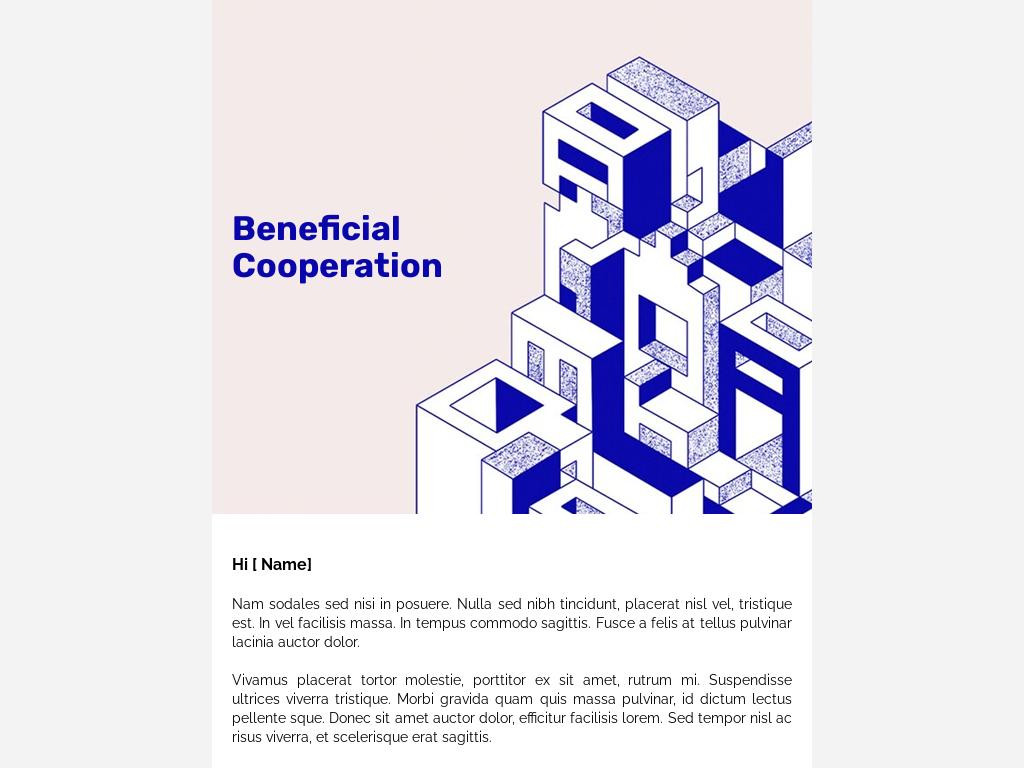 Beneficial
Cooperation
Hi [ Name]
Nam sodales sed nisi in posuere. Nulla sed nibh tincidunt, placerat nisl vel, tristique
est. In vel facilisis massa. In tempus commodo sagittis. Fusce a felis at tellus pulvinar
lacinia auctor dolor.
Vivamus placerat tortor molestie, porttitor ex sit amet, rutrum mi. Suspendisse
ultrices viverra tristique. Morbi gravida quam quis massa pulvinar, id dictum lectus
pellente sque. Donec sit amet auctor dolor, efficitur facilisis lorem. Sed tempor nisl ac
risus viverra, et scelerisque erat sagittis.